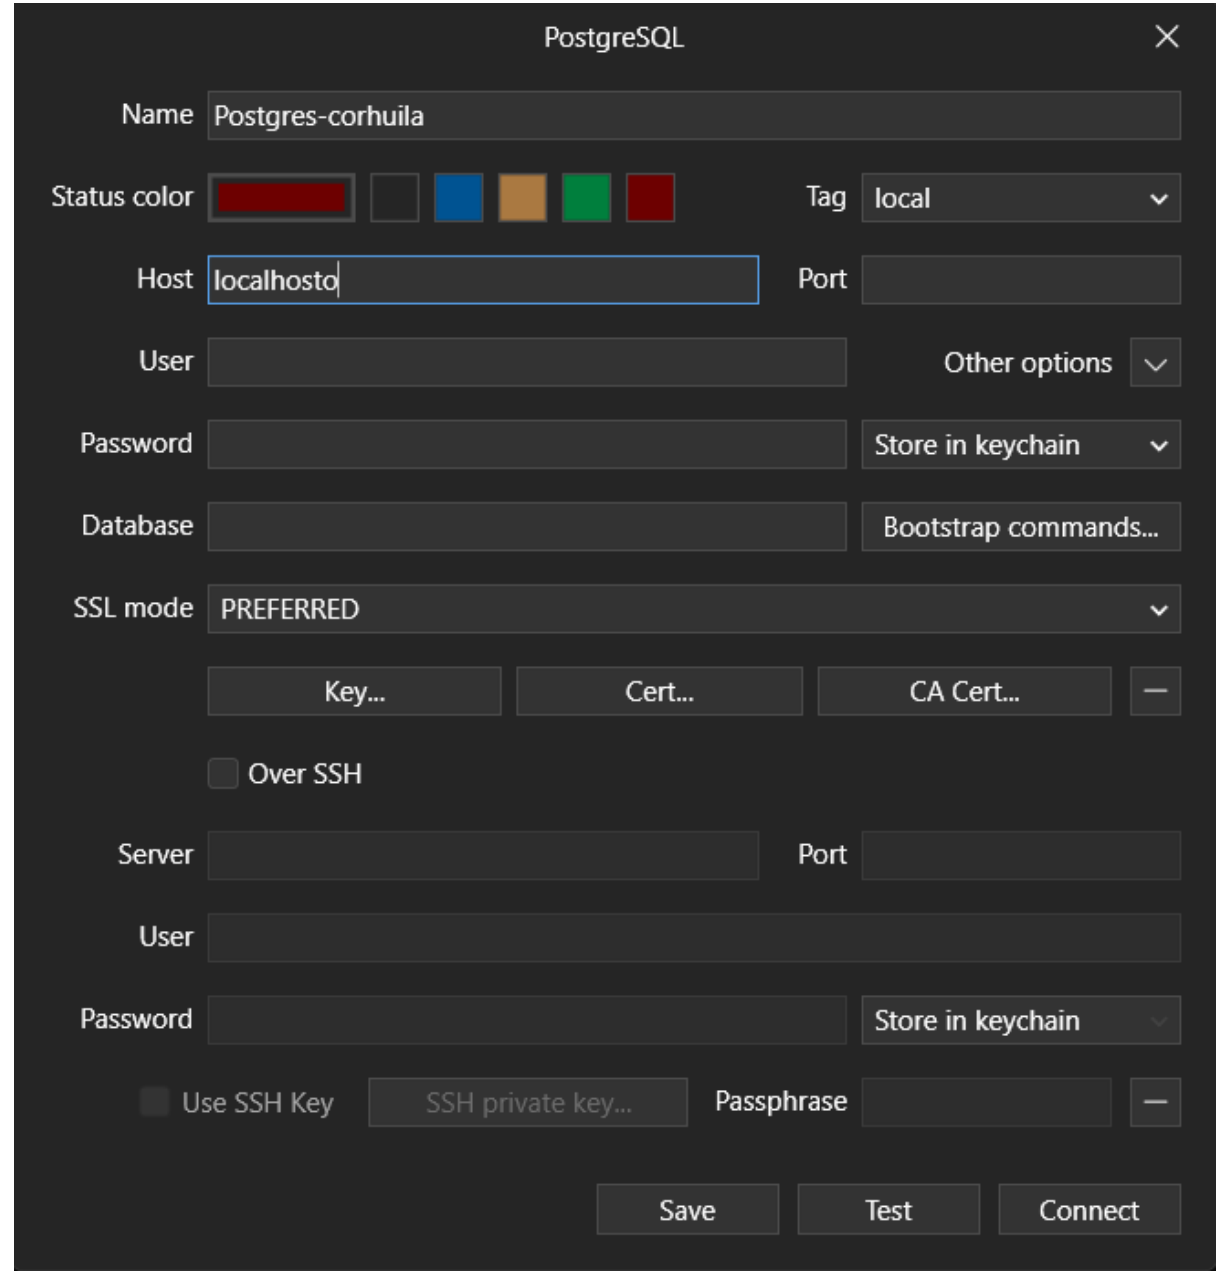 PostgreSQL
Name Postgres-corhuila
Status color Tag local
Host localhosto Port
User Other options
Password Store in keychain
Database Bootstrap commands...
SSL mode PREFERRED
Key... Cert... CA Cert...
Over SSH
Server Port
User
Password Store in keychain
Use SSH Key SSH private key... Passphrase
Save Test Connect